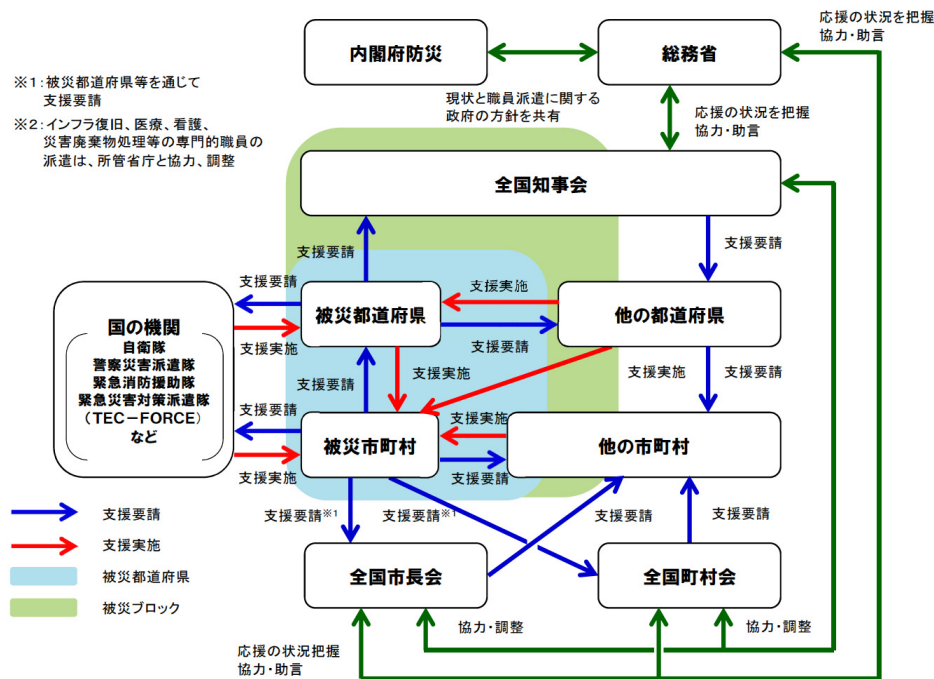 応援の状況を把握
協力・助言
内閣府防災
総務省
※1:被災都道府県等を通じて
支援要請
※2:インフラ復旧、医療、看護、
災害廃棄物処理等の専門的職員の
派遣は、所管省庁と協力、調整
現状と職員派遣に関する
政府の方針を共有
応援の状況を把握
協力・助言
全国知事会
支援要請
支援要請
支援要請
支援実施
被災都道府県
他の都道府県
国の機関
自衛隊
警察災害派遣隊
緊急消防援助隊
緊急災害対策派遣隊
(TEC-FORCE)
など
支援実施
支援要請
支援要請
支援実施
支援実施
支援要請
支援要請
支援実施
被災市町村
他の市町村
支援実施
支援要請
支援要請※1
支援要請※1
支援要請
支援要請
支援要請
支援実施
被災都道府県
被災ブロック
全国市長会
全国町村会
協力・調整
協力・調整
応援の状況把握
協力・助言